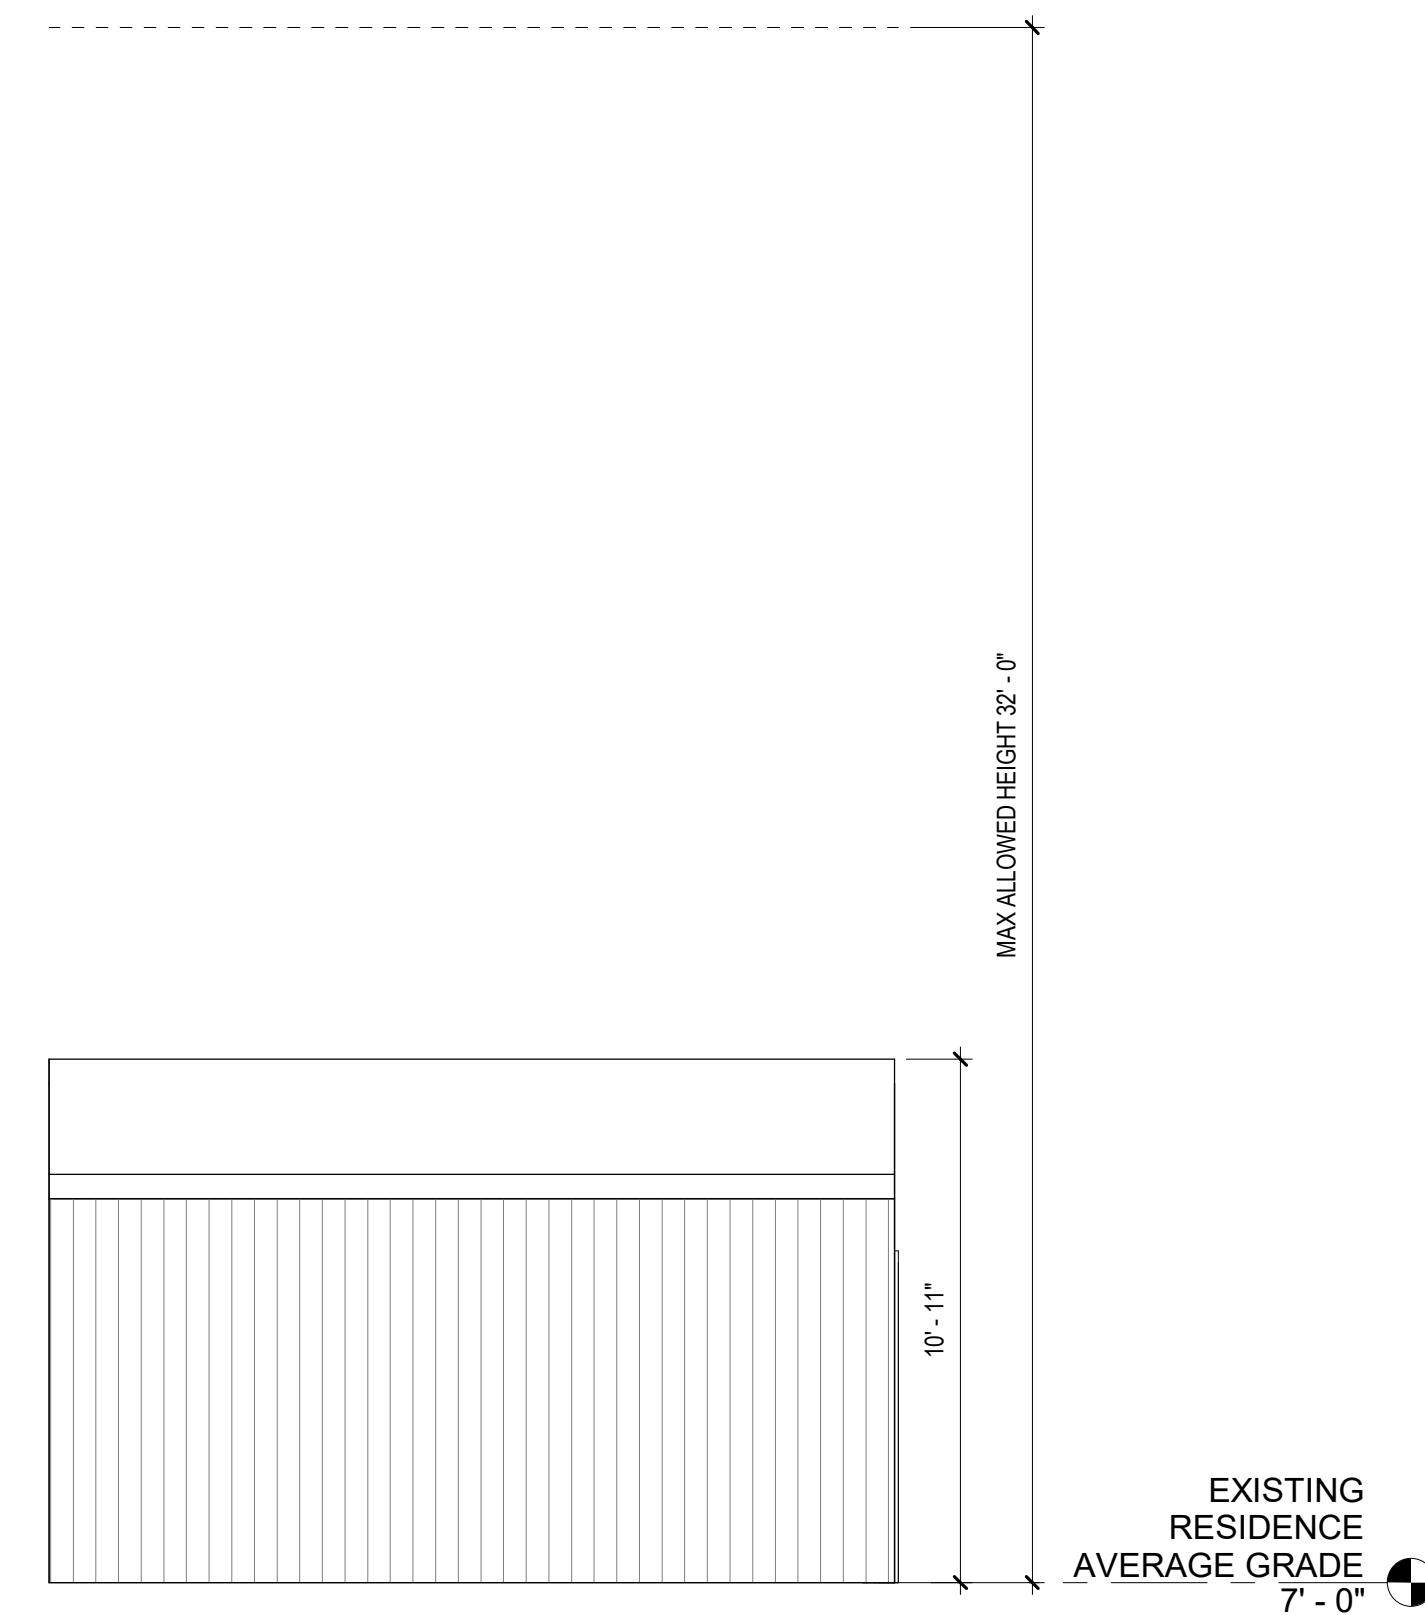 MAX ALLOWED HEIGHT 32' - 0"
10' - 11"
EXISTING
RESIDENCE
AVERAGE GRADE
7' - 0"